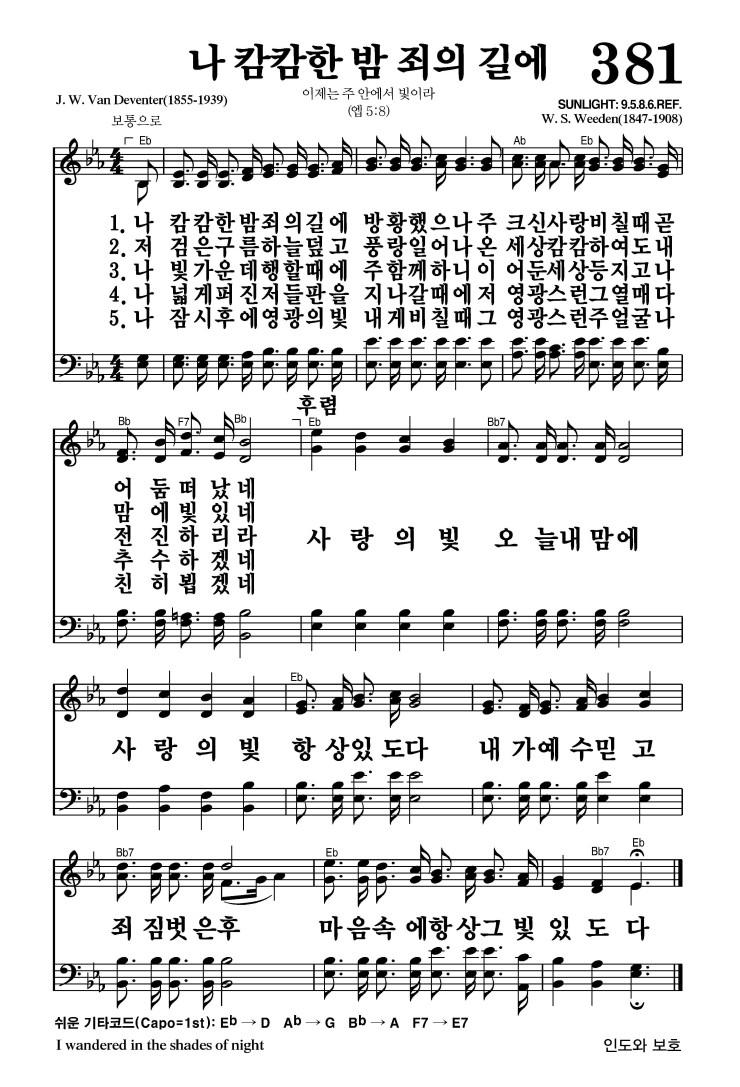 나 캄캄한 밤 죄의 길에 381
J. W. Van Deventer(1855-1939)
이제는 주 안에서 빛이라
(엡 5:8)
SUNLIGHT: 9.5.8.6.REF.
W. S. Weeden(1847-1908)
보통으로
Eb Ab Eb
1. 나 캄캄한밤죄의길에 방황했으나주 크신사랑비칠때곧
2. 저 검은구름하늘덮고 풍랑일어나온 세상캄캄하여도내
3. 나 빛가운데행할때에 주함께하니이 어둔세상등지고나
4. 나 넓게퍼진저들판을 지나갈때에저 영광스런그열매다
5. 나 잠시후에영광의빛 내게비칠때그 영광스런주얼굴나
후렴
Bb F7 Bb Eb Bb7
어 둠떠 났네
맘 에빛 있네
전 진하 리라 사 랑 의 빛 오 늘내맘에
추 수하 겠네
친 히뵙 겠네
Eb
사 랑 의 빛 항 상있 도다 내 가예 수믿 고
Bb7 Eb Bb7 Eb
죄 짐벗 은후 마음속 에항상그 빛 있 도 다
쉬운 기타코드(Capo=1st): Eb → D Ab → G Bb → A F7 → E7
I wandered in the shades of night 인도와 보호